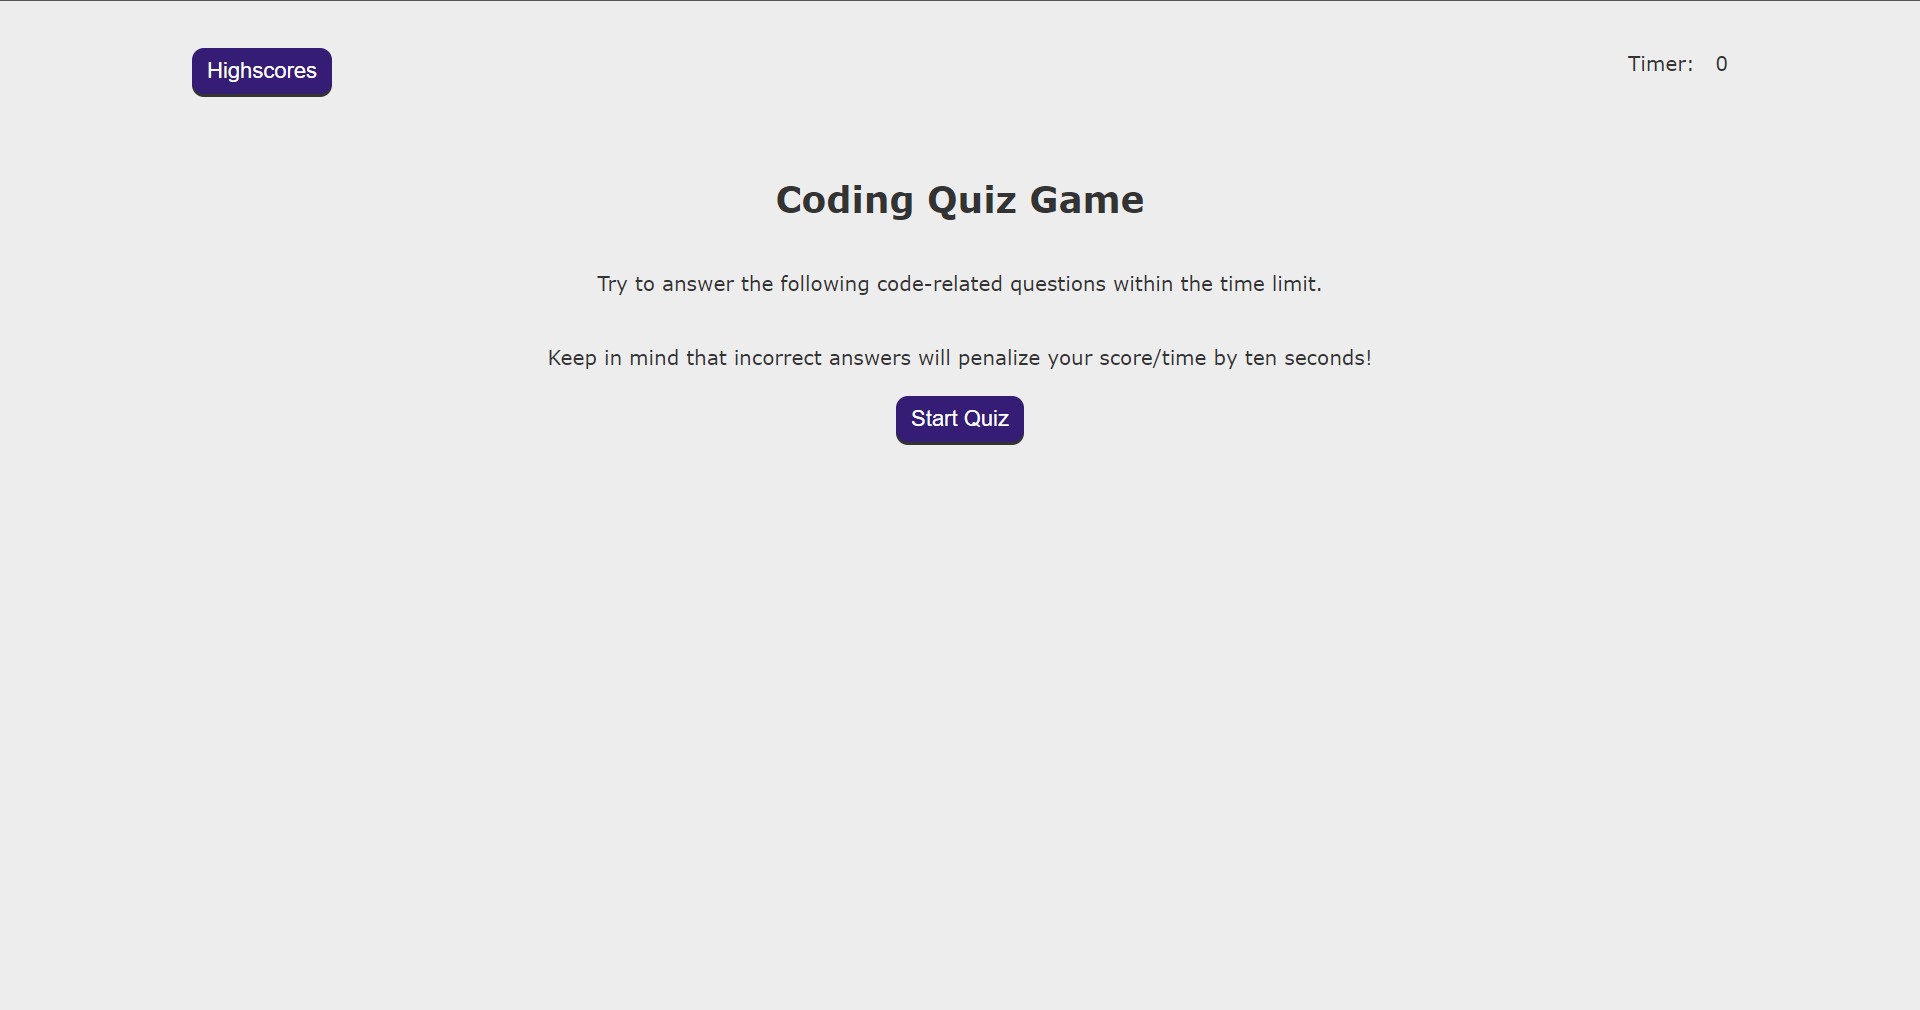 Highscores
Timer: 0
Coding Quiz Game
Try to answer the following code-related questions within the time limit.
Keep in mind that incorrect answers will penalize your score/time by ten seconds!
Start Quiz